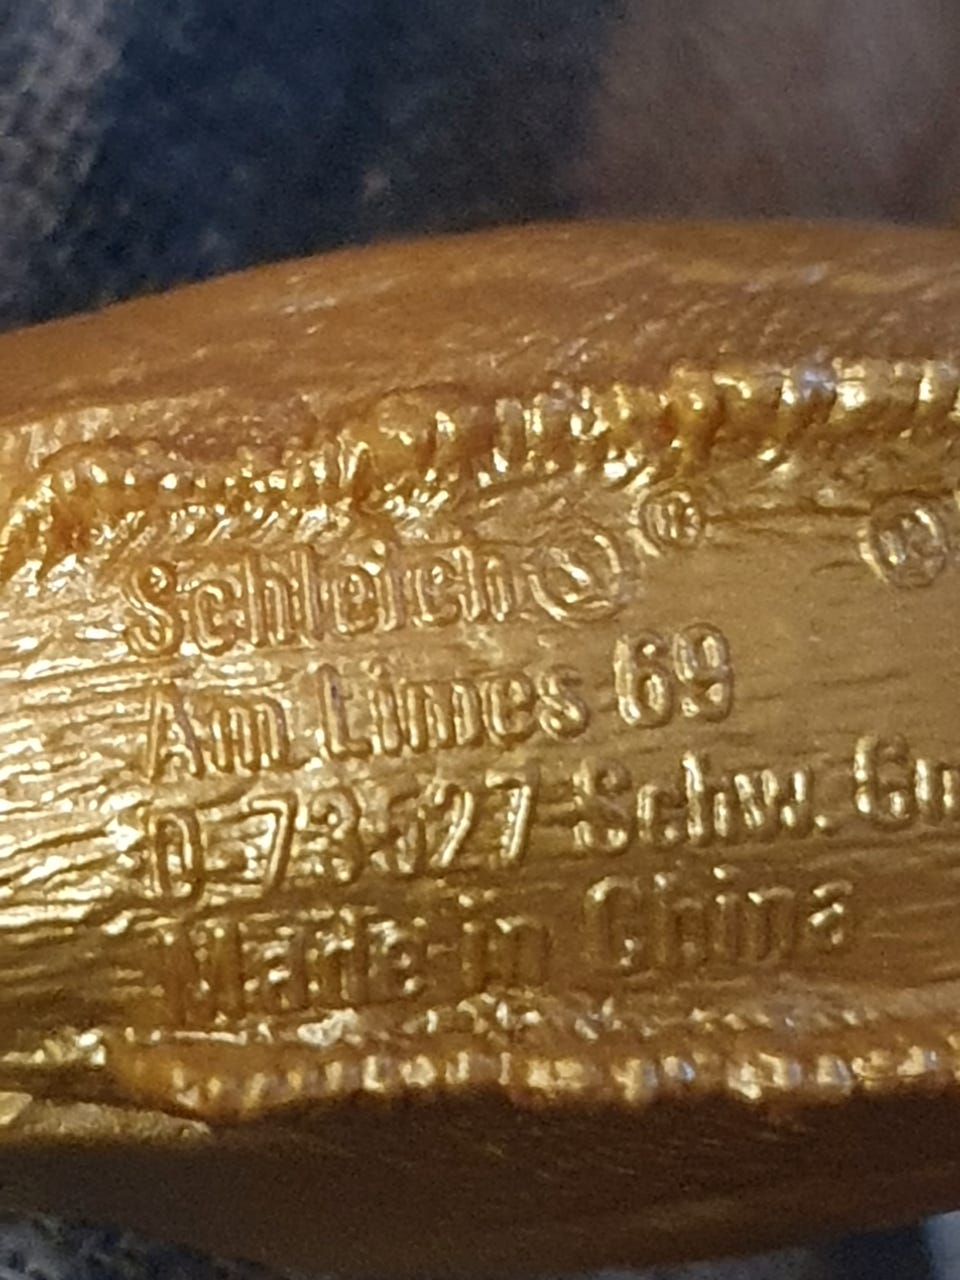 Schleich Ⓢ ®
Am Limes 69
D-73527 Schw. Gm
Made in China